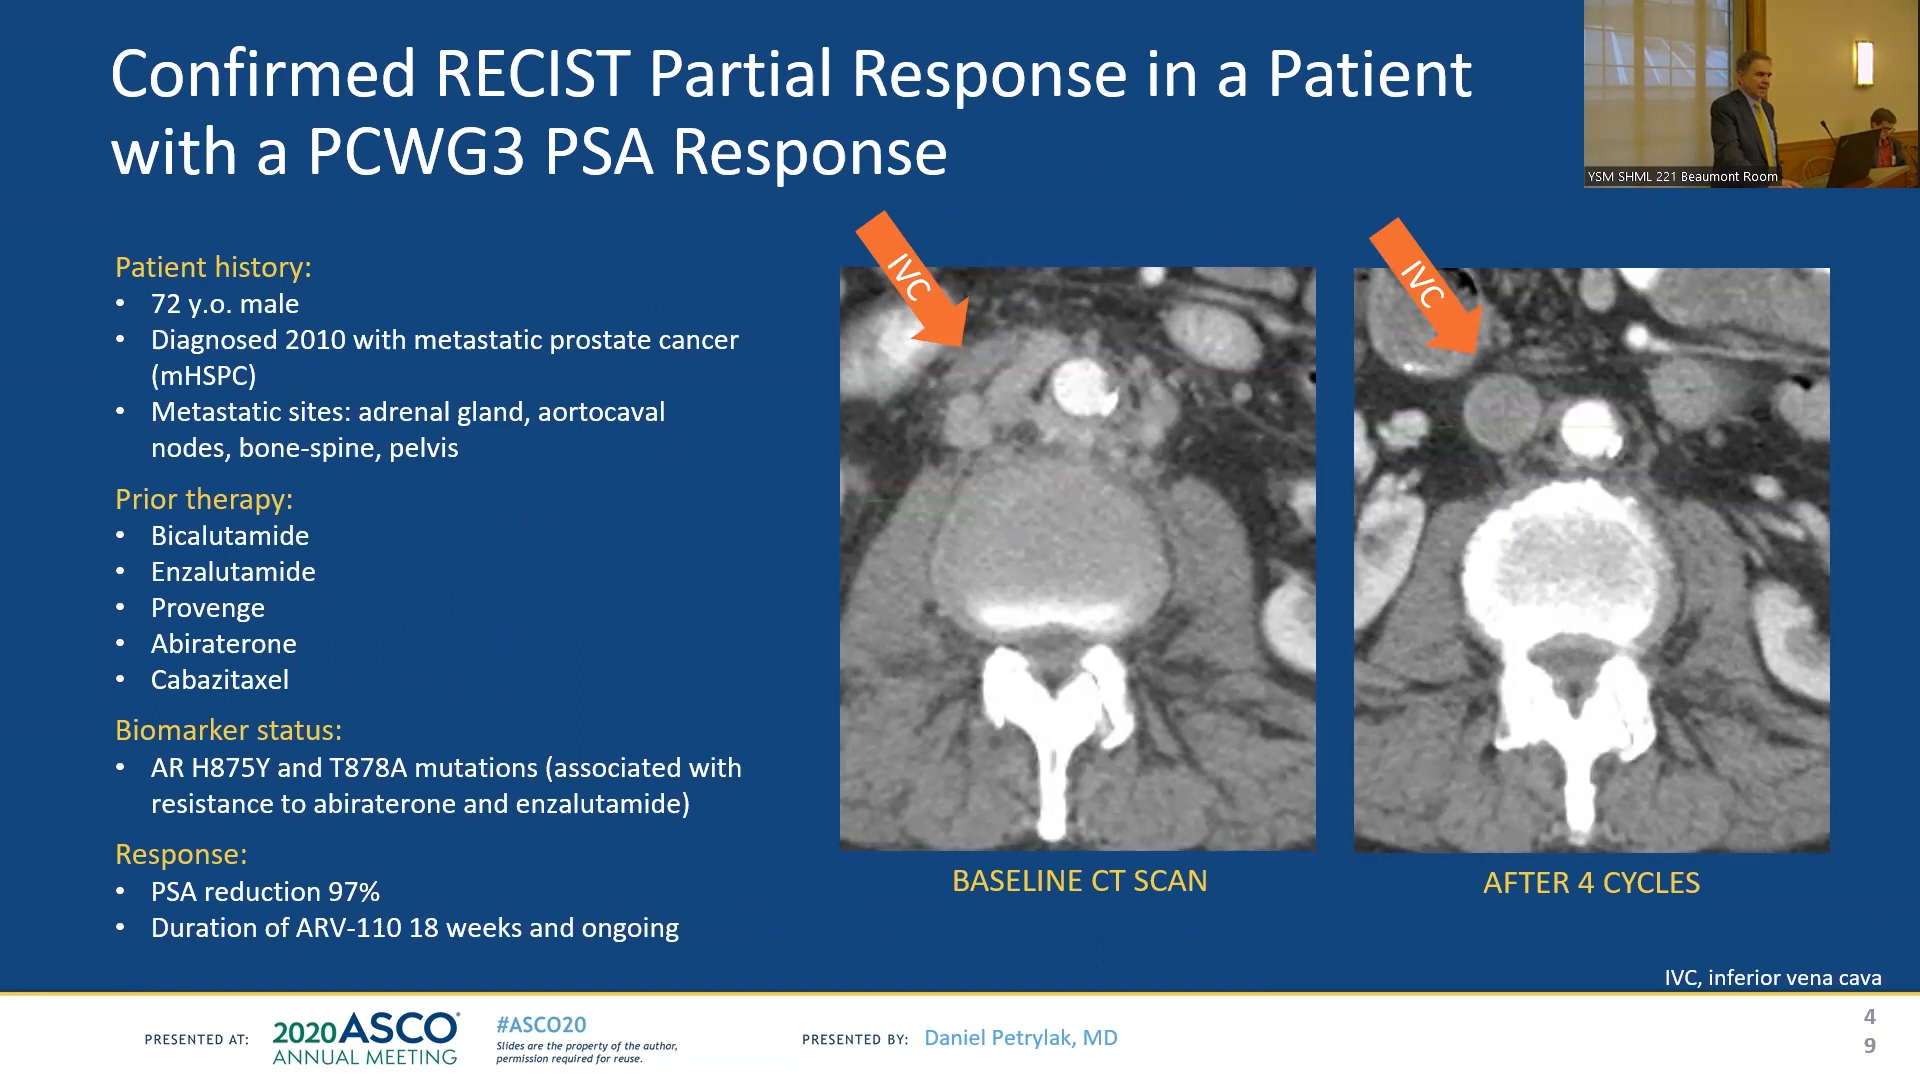 Confirmed RECIST Partial Response in a Patient
with a PCWG3 PSA Response
YSM SHML 221 Beaumont Room
Patient history:
• 72 y.o. male
• Diagnosed 2010 with metastatic prostate cancer
(mHSPC)
• Metastatic sites: adrenal gland, aortocaval
nodes, bone-spine, pelvis
Prior therapy:
• Bicalutamide
• Enzalutamide
• Provenge
• Abiraterone
• Cabazitaxel
Biomarker status:
• AR H875Y and T878A mutations (associated with
resistance to abiraterone and enzalutamide)
Response:
• PSA reduction 97%
• Duration of ARV-110 18 weeks and ongoing
IVC
IVC
BASELINE CT SCAN
AFTER 4 CYCLES
IVC, inferior vena cava
PRESENTED AT:
2020 ASCO
ANNUAL MEETING
#ASCO20
Slides are the property of the author,
permission required for reuse.
PRESENTED BY: Daniel Petrylak, MD
4
9